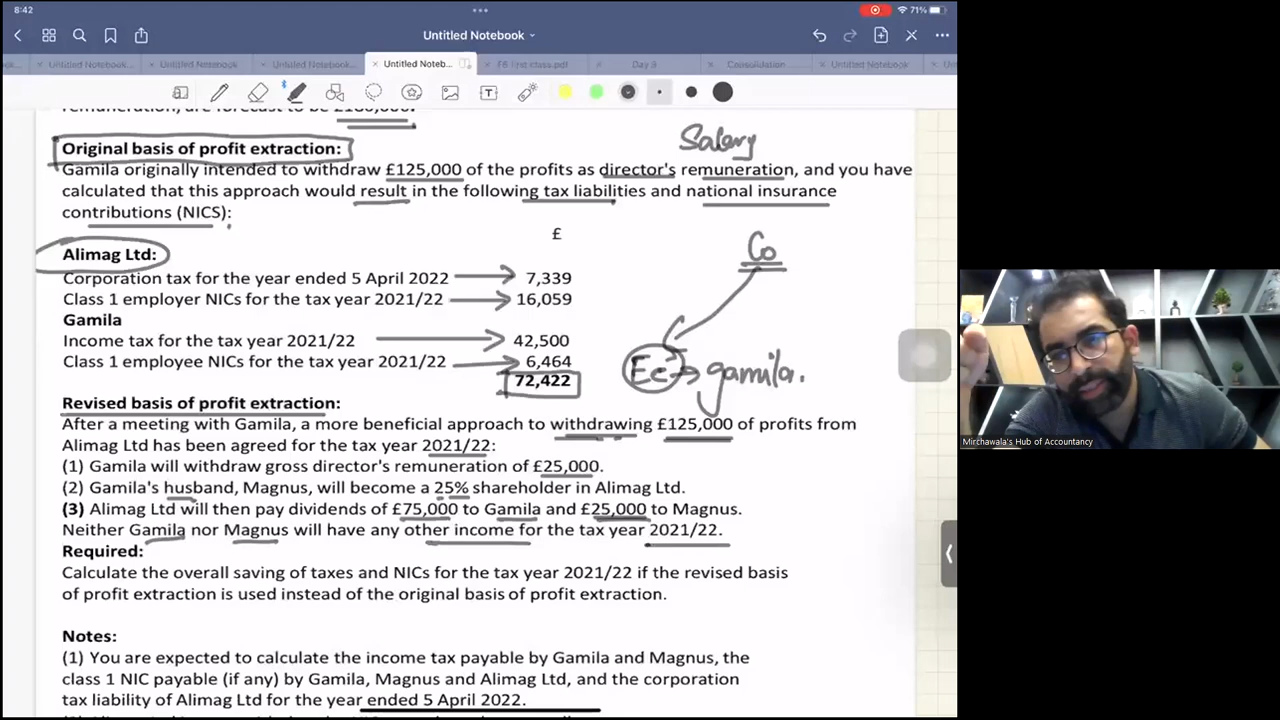 8:42
71%
Untitled Notebook
Untitled Notebook
Untitled Notebook
Untitled Notebook
Untitled Noteb...
F6 first class.pdf
Day 9
Consolidation
Untitled Notebook
remuneration, are forecast to be £180,000.
Salary
Original basis of profit extraction:
Gamila originally intended to withdraw £125,000 of the profits as director's remuneration, and you have
calculated that this approach would result in the following tax liabilities and national insurance
contributions (NICS):
£
Co
Alimag Ltd:
Corporation tax for the year ended 5 April 2022 7,339
Class 1 employer NICs for the tax year 2021/22 16,059
Gamila
Income tax for the tax year 2021/22 42,500
Class 1 employee NICs for the tax year 2021/22 6,464
Ee gamila.
72,422
Revised basis of profit extraction:
After a meeting with Gamila, a more beneficial approach to withdrawing £125,000 of profits from
Alimag Ltd has been agreed for the tax year 2021/22:
(1) Gamila will withdraw gross director's remuneration of £25,000.
(2) Gamila's husband, Magnus, will become a 25% shareholder in Alimag Ltd.
(3) Alimag Ltd will then pay dividends of £75,000 to Gamila and £25,000 to Magnus.
Neither Gamila nor Magnus will have any other income for the tax year 2021/22.
Required:
Calculate the overall saving of taxes and NICs for the tax year 2021/22 if the revised basis
of profit extraction is used instead of the original basis of profit extraction.
Notes:
(1) You are expected to calculate the income tax payable by Gamila and Magnus, the
class 1 NIC payable (if any) by Gamila, Magnus and Alimag Ltd, and the corporation
tax liability of Alimag Ltd for the year ended 5 April 2022.
Mirchawala's Hub of Accountancy